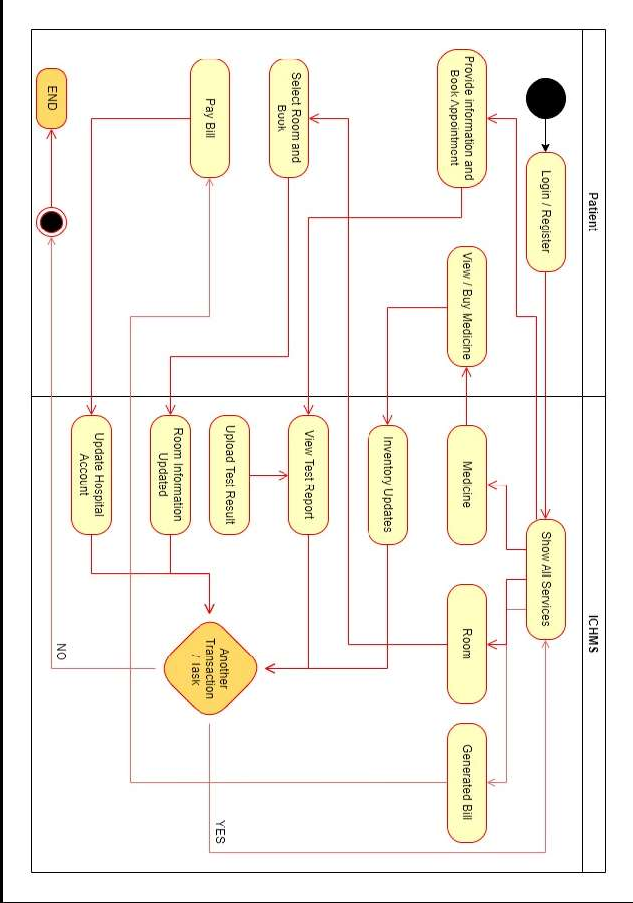 Patient
ICHMS
Login / Register
Show All Services
Provide information and
Book Appointment
View / Buy Medicine
Medicine
Room
Generated Bill
Inventory Updates
Select Room and
Book
View Test Report
Upload Test Result
Pay Bill
Room Information
Updated
Another
Transaction
/ Task
YES
Update Hospital
Account
END
NO